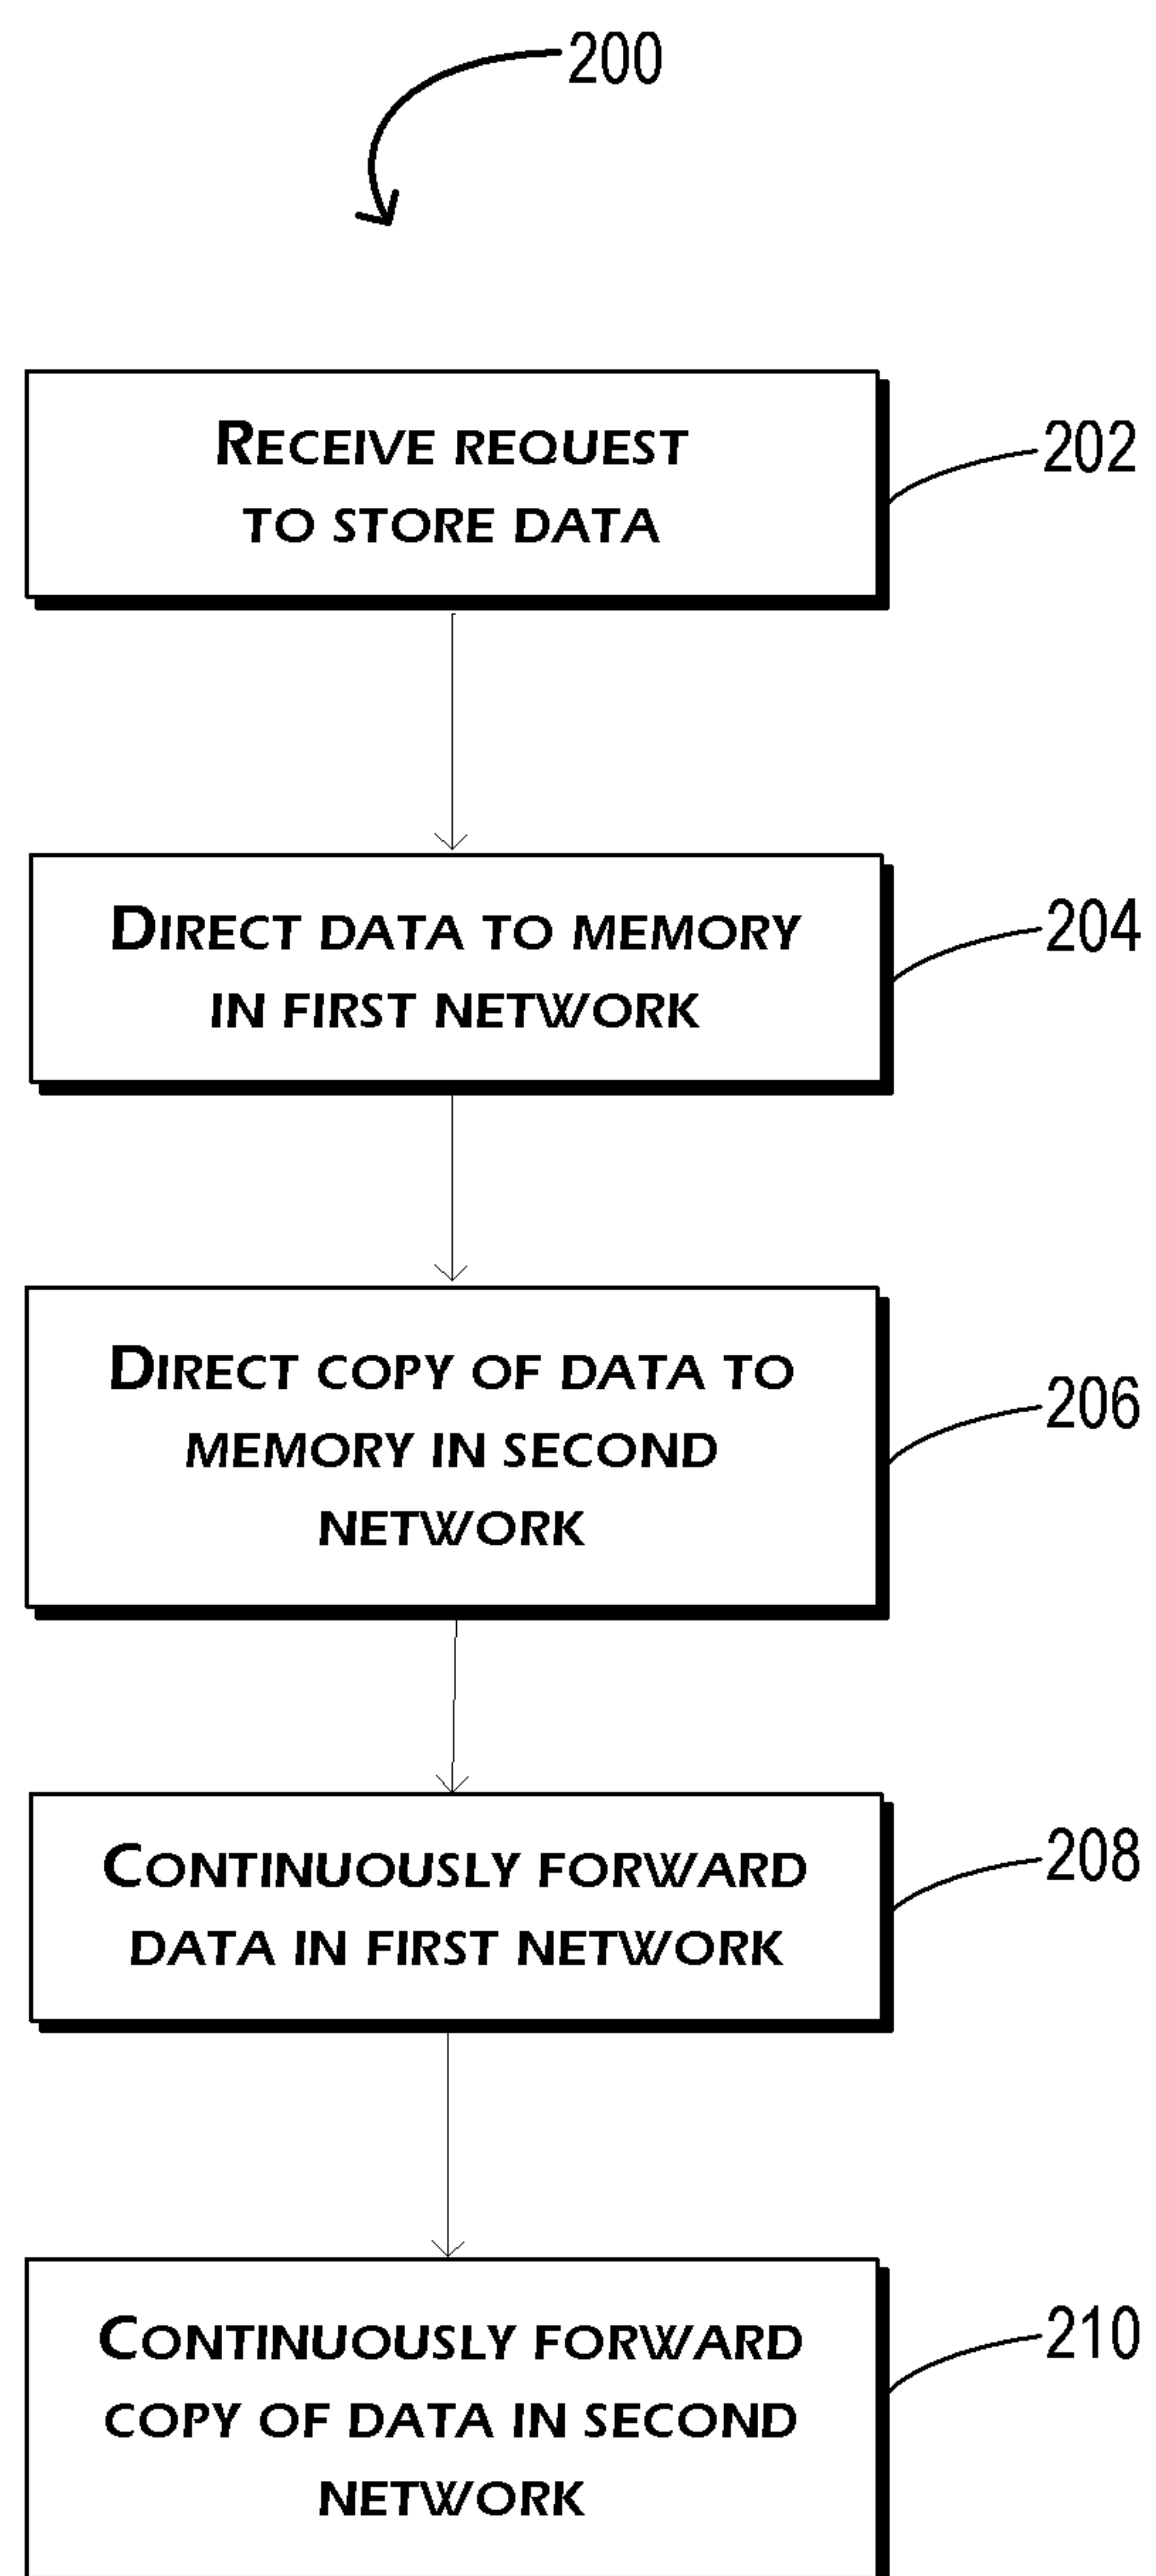 200
RECEIVE REQUEST
TO STORE DATA
202
DIRECT DATA TO MEMORY
IN FIRST NETWORK
204
DIRECT COPY OF DATA TO
MEMORY IN SECOND
NETWORK
206
CONTINUOUSLY FORWARD
DATA IN FIRST NETWORK
208
CONTINUOUSLY FORWARD
COPY OF DATA IN SECOND
NETWORK
210